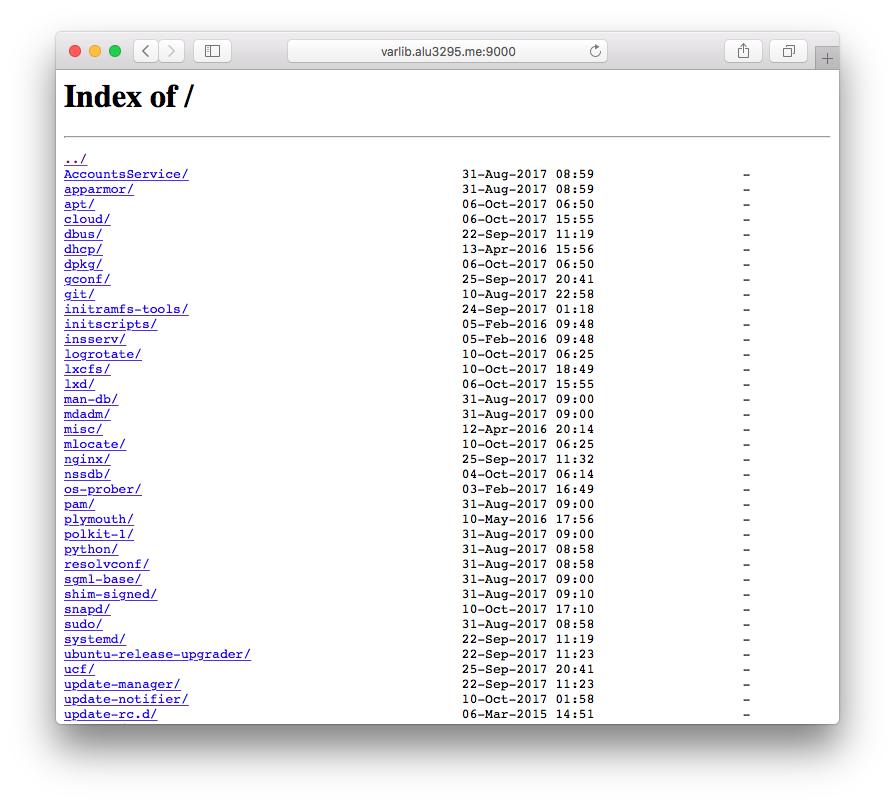 varlib.alu3295.me:9000
Index of /
../
AccountsService/ 31-Aug-2017 08:59 -
apparmor/ 31-Aug-2017 08:59 -
apt/ 06-Oct-2017 06:50 -
cloud/ 06-Oct-2017 15:55 -
dbus/ 22-Sep-2017 11:19 -
dhcp/ 13-Apr-2016 15:56 -
dpkg/ 06-Oct-2017 06:50 -
gconf/ 25-Sep-2017 20:41 -
git/ 10-Aug-2017 22:58 -
initramfs-tools/ 24-Sep-2017 01:18 -
initscripts/ 05-Feb-2016 09:48 -
insserv/ 05-Feb-2016 09:48 -
logrotate/ 10-Oct-2017 06:25 -
lxcfs/ 10-Oct-2017 18:49 -
lxd/ 06-Oct-2017 15:55 -
man-db/ 31-Aug-2017 09:00 -
mdadm/ 31-Aug-2017 09:00 -
misc/ 12-Apr-2016 20:14 -
mlocate/ 10-Oct-2017 06:25 -
nginx/ 25-Sep-2017 11:32 -
nssdb/ 04-Oct-2017 06:14 -
os-prober/ 03-Feb-2017 16:49 -
pam/ 31-Aug-2017 09:00 -
plymouth/ 10-May-2016 17:56 -
polkit-1/ 31-Aug-2017 09:00 -
python/ 31-Aug-2017 08:58 -
resolvconf/ 31-Aug-2017 08:58 -
sgml-base/ 31-Aug-2017 09:00 -
shim-signed/ 31-Aug-2017 09:10 -
snapd/ 10-Oct-2017 17:10 -
sudo/ 31-Aug-2017 08:58 -
systemd/ 22-Sep-2017 11:19 -
ubuntu-release-upgrader/ 22-Sep-2017 11:23 -
ucf/ 25-Sep-2017 20:41 -
update-manager/ 22-Sep-2017 11:23 -
update-notifier/ 10-Oct-2017 01:58 -
update-rc.d/ 06-Mar-2015 14:51 -